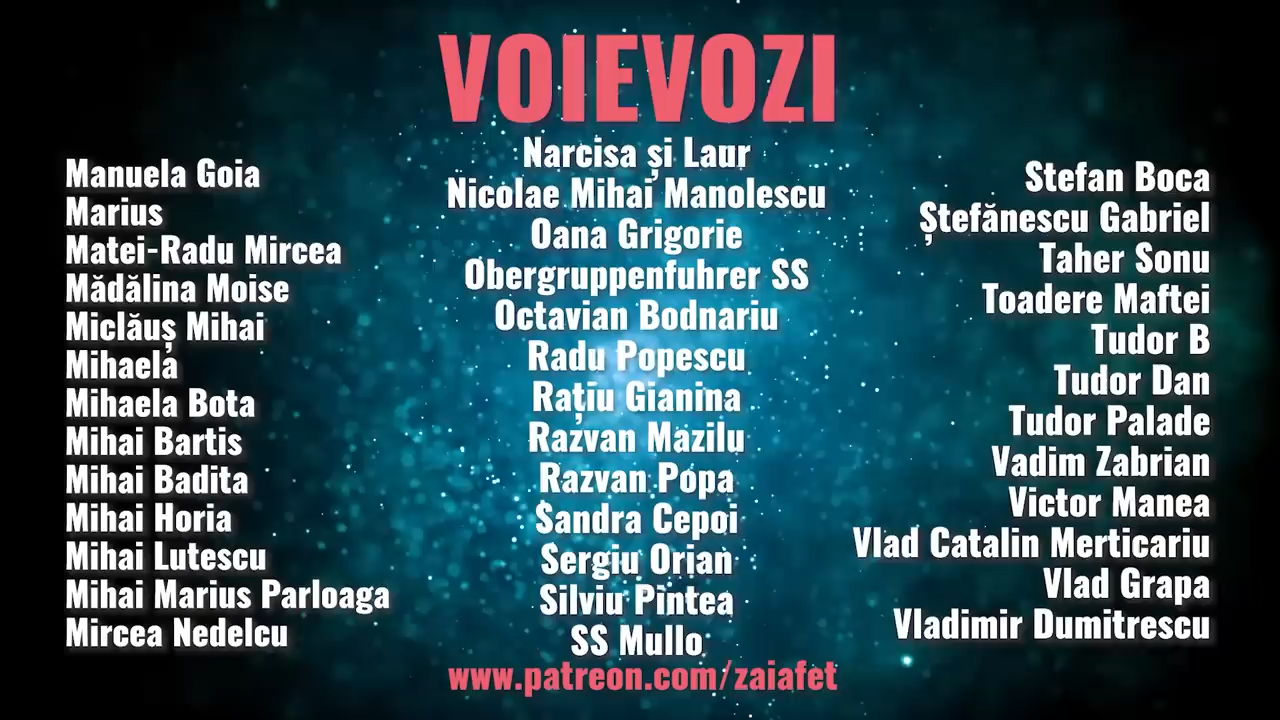 VOIEVOZI
Manuela Goia
Marius
Matei-Radu Mircea
Mădălina Moise
Miclăuș Mihai
Mihaela
Mihaela Bota
Mihai Bartis
Mihai Badita
Mihai Horia
Mihai Lutescu
Mihai Marius Parloaga
Mircea Nedelcu
Narcisa și Laur
Nicolae Mihai Manolescu
Oana Grigorie
Obergruppenfuhrer SS
Octavian Bodnariu
Radu Popescu
Rațiu Gianina
Razvan Mazilu
Razvan Popa
Sandra Cepoi
Sergiu Orian
Silviu Pintea
SS Mullo
Stefan Boca
Ștefănescu Gabriel
Taher Sonu
Toadere Maftei
Tudor B
Tudor Dan
Tudor Palade
Vadim Zabrian
Victor Manea
Vlad Catalin Merticariu
Vlad Grapa
Vladimir Dumitrescu
www.patreon.com/zaiafet